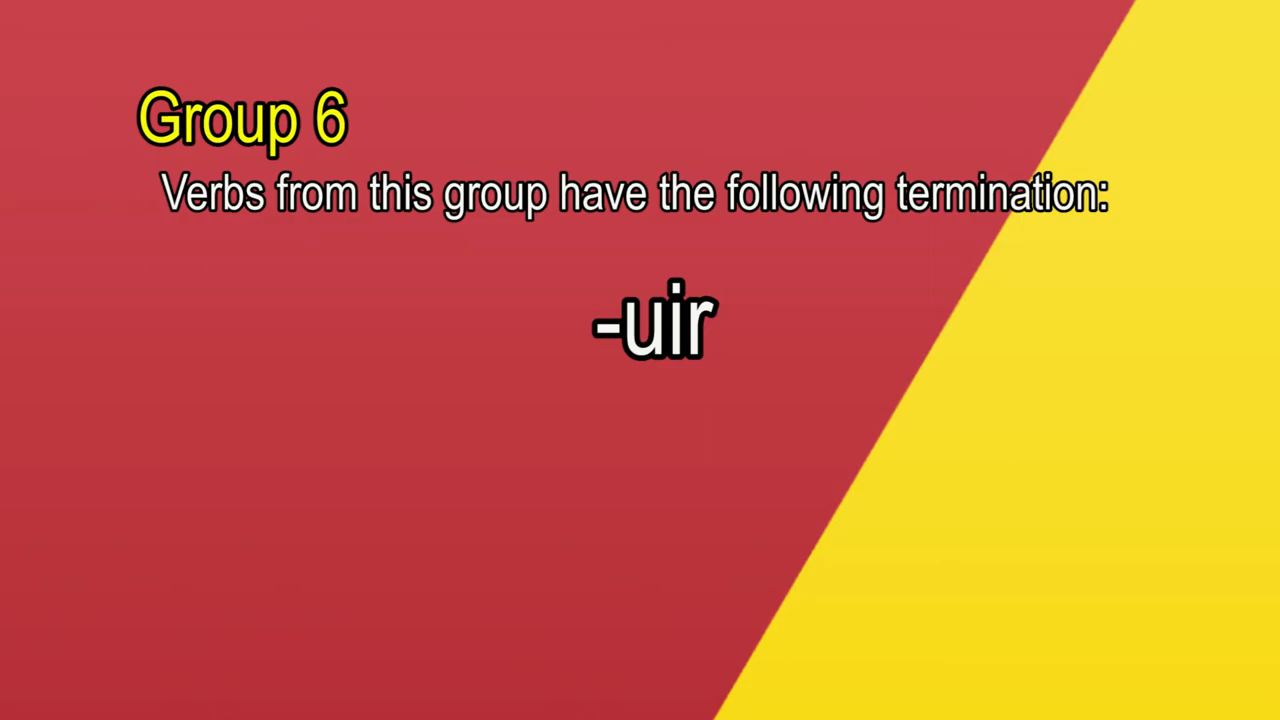 Group 6
Verbs from this group have the following termination:
-uir